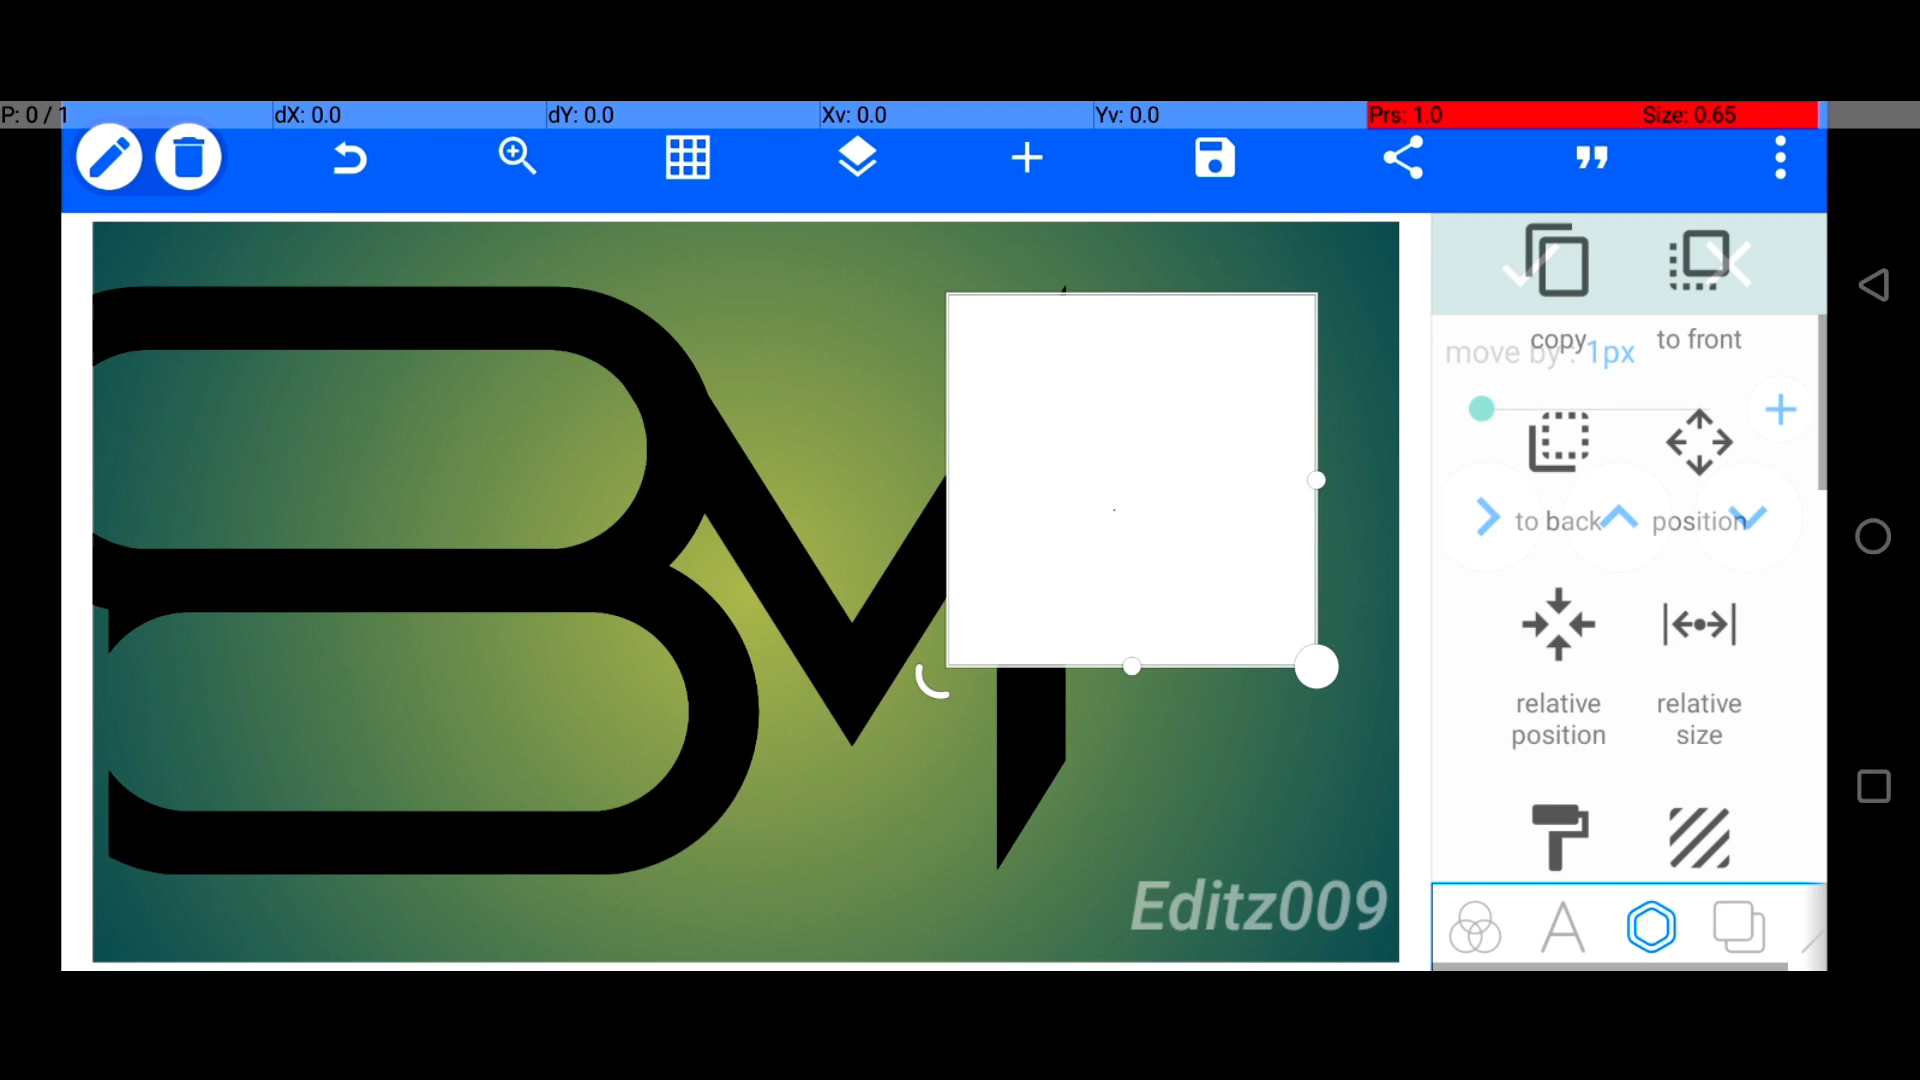 P: 0 / 1 dX: 0.0 dY: 0.0 Xv: 0.0 Yv: 0.0 Prs: 1.0 Size: 0.65
copy to front
move by : 1px
to back position
relative position
relative size
BM
Editz009